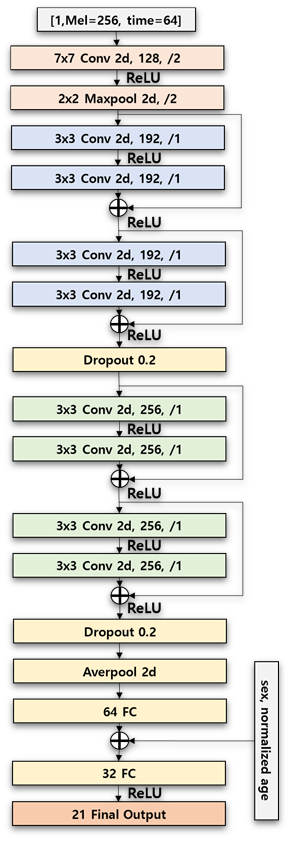 [1,Mel=256, time=64]
7x7 Conv 2d, 128, /2
ReLU
2x2 Maxpool 2d, /2
3x3 Conv 2d, 192, /1
ReLU
3x3 Conv 2d, 192, /1
ReLU
3x3 Conv 2d, 192, /1
ReLU
3x3 Conv 2d, 192, /1
ReLU
Dropout 0.2
3x3 Conv 2d, 256, /1
ReLU
3x3 Conv 2d, 256, /1
ReLU
3x3 Conv 2d, 256, /1
ReLU
3x3 Conv 2d, 256, /1
ReLU
Dropout 0.2
Averpool 2d
64 FC
sex, normalized age
32 FC
ReLU
21 Final Output